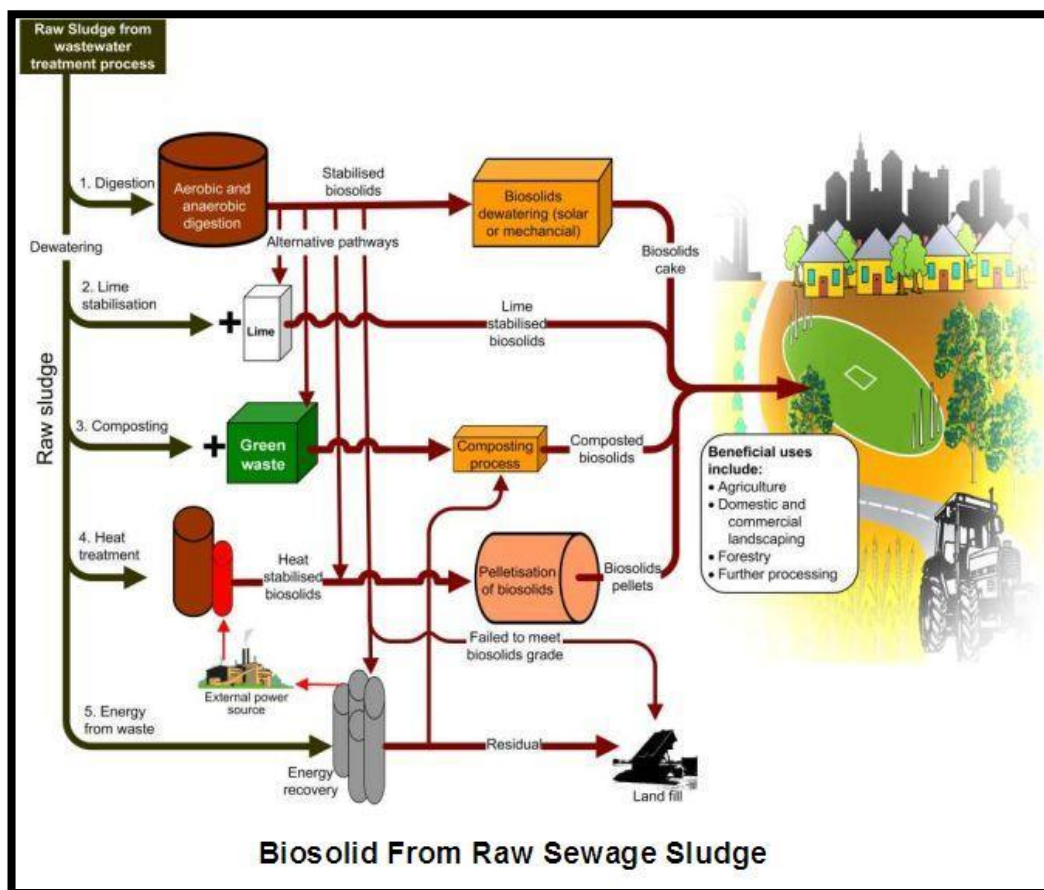 Raw Sludge from
wastewater
treatment process
1. Digestion
Aerobic and
anaerobic
digestion
Stabilised
biosolids
Biosolids
dewatering (solar
or mechancial)
Alternative pathways
Biosolids
cake
Dewatering
2. Lime
stabilisation
+
Lime
Lime
stabilised
biosolids
Raw sludge
3. Composting
+
Green
waste
Composting
process
Composted
biosolids
Beneficial uses
include:
• Agriculture
• Domestic and
commercial
landscaping
• Forestry
• Further processing
4. Heat
treatment
Heat
stabilised
biosolids
Pelletisation
of biosolids
Biosolids
pellets
Failed to meet
biosolids grade
External power
source
5. Energy
from waste
Energy
recovery
Residual
Land fill
Biosolid From Raw Sewage Sludge